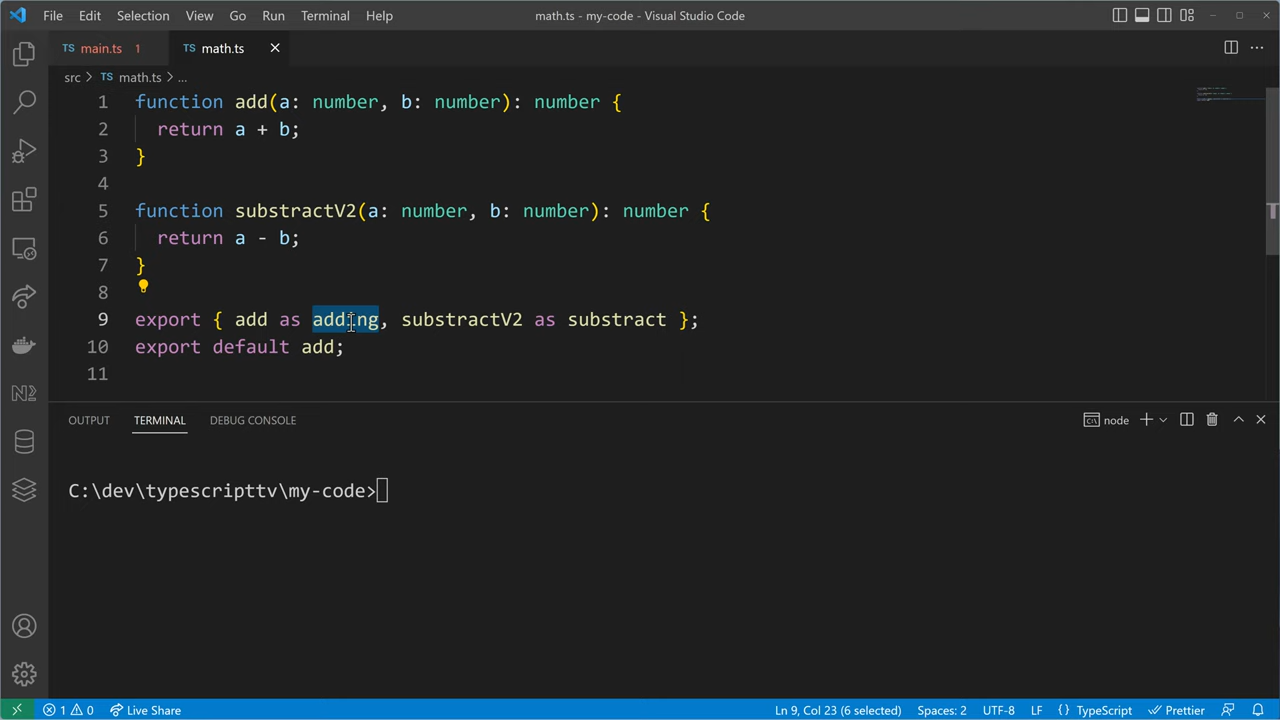 File Edit Selection View Go Run Terminal Help math.ts - my-code - Visual Studio Code
TS main.ts 1 TS math.ts
src > TS math.ts > ...
1 function add(a: number, b: number): number {
2 return a + b;
3 }
4
5 function substractV2(a: number, b: number): number {
6 return a - b;
7 }
8
9 export { add as adding, substractV2 as substract };
10 export default add;
11
OUTPUT TERMINAL DEBUG CONSOLE node
C:\dev\typescripttv\my-code>
1 0 Live Share Ln 9, Col 23 (6 selected) Spaces: 2 UTF-8 LF {} TypeScript Prettier